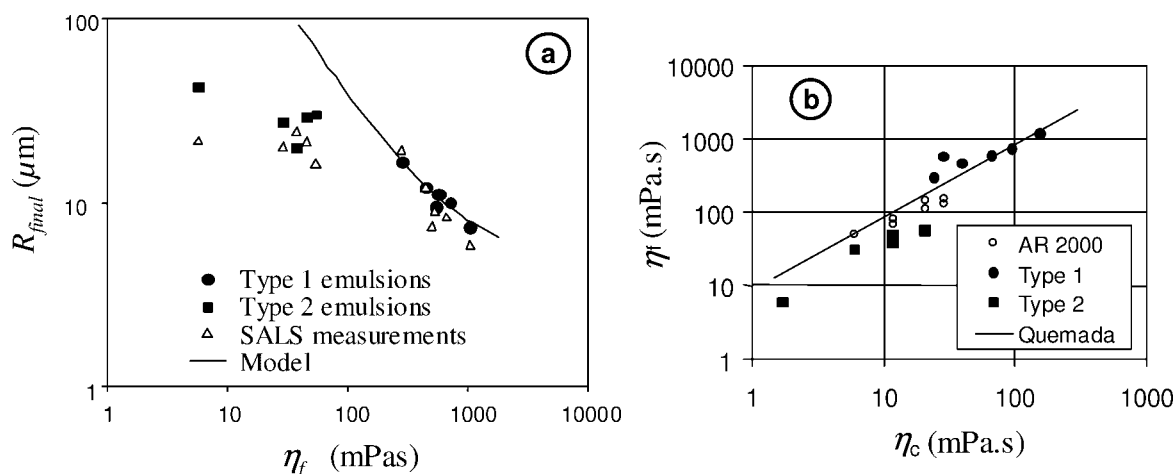 a
100
10
1
R_final (μm)
Type 1 emulsions
Type 2 emulsions
SALS measurements
Model
1 10 100 1000 10000
η_f (mPas)
b
10000
1000
100
10
1
ηf (mPa.s)
AR 2000
Type 1
Type 2
Quemada
1 10 100 1000
η_c (mPa.s)